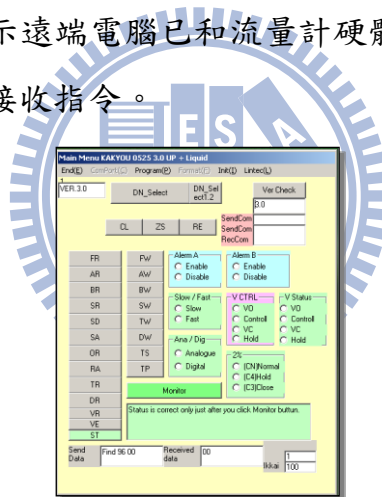 示遠端電腦已和流量計硬體
接收指令。
Main Menu KAKYOU 0525 3.0 UP + Liquid
End(E) ComPort(C) Program(P) Format(F) Init(I) Lintec(L)
VER.3.0 DN_Select DN_Sel
ect1.2 Ver Check
3.0
CL ZS RE SendCom
SendCom
RecCom
FR FW Alerm A Alerm B
AR AW Enable Enable
BR BW Disable Disable
SR SW Slow / Fast V CTRL V Status
SD TW Slow VO VO
SA DW Fast Controll Controll
OR TS Ana / Dig VC VC
RA TP Analogue Hold Hold
TR Digital 2%
DR (CN)Normal
VR (C4)Hold
VE (C3)Close
ST Monitor
Status is correct only just after you click Monitor buttun.
Send
Data Find 96 00 Received
data 00 1
Ikkai 100